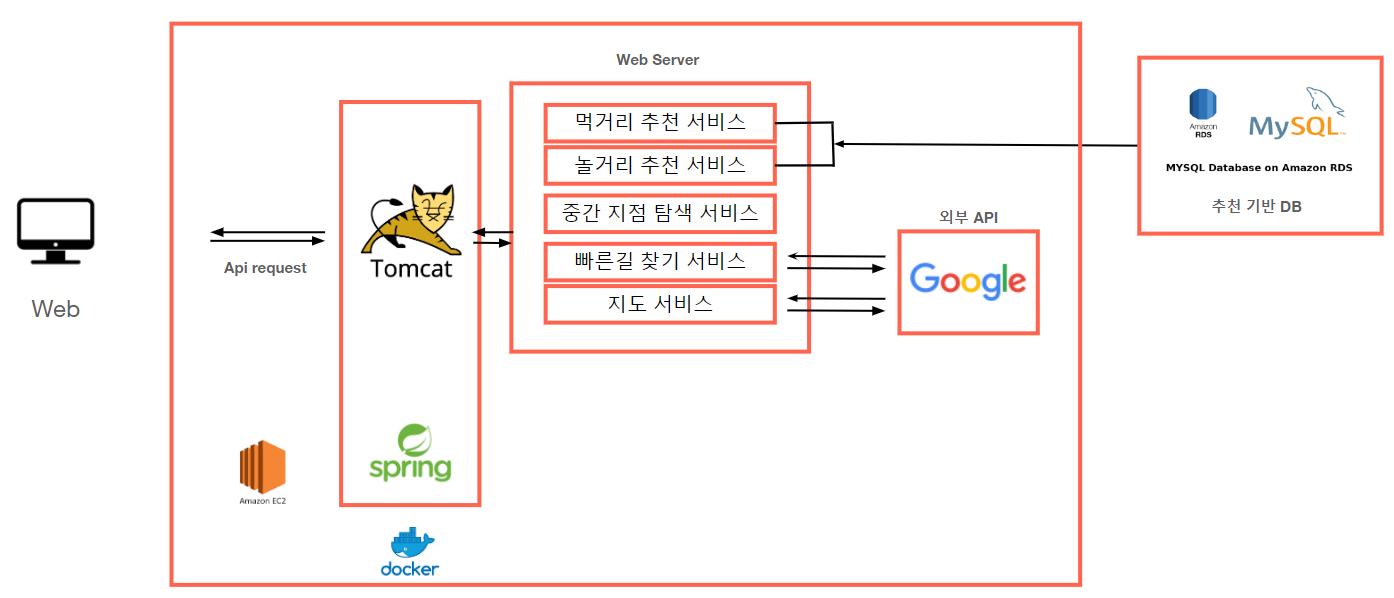 Web Server
먹거리 추천 서비스
놀거리 추천 서비스
중간 지점 탐색 서비스
빠른길 찾기 서비스
지도 서비스
Web
Api request
Tomcat
spring
Amazon EC2
docker
외부 API
Google
Amazon
RDS
MySQL
MYSQL Database on Amazon RDS
추천 기반 DB